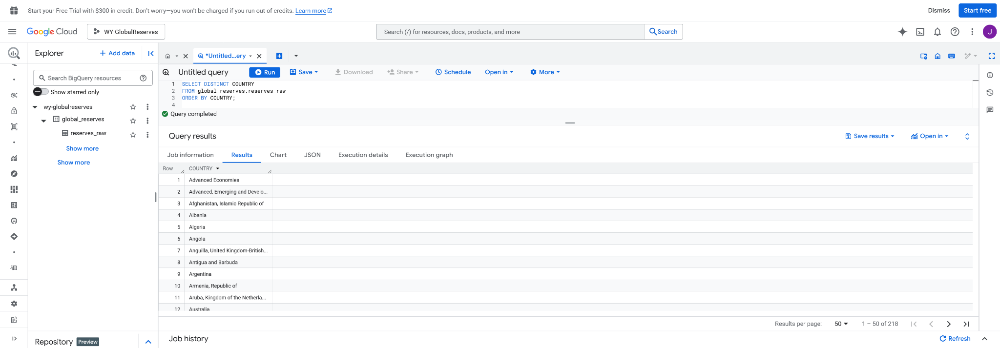 Start your Free Trial with $300 in credit. Don't worry—you won't be charged if you run out of credits. Learn more
Dismiss
Start free
Google Cloud
WY-GlobalReserves
Search (/) for resources, docs, products, and more
Search
J
Explorer
+ Add data
*Untitled...ery
Search BigQuery resources
Show starred only
wy-globalreserves
global_reserves
reserves_raw
Show more
Show more
Untitled query
Run
Save
Download
Share
Schedule
Open in
More
1 SELECT DISTINCT COUNTRY
2 FROM global_reserves.reserves_raw
3 ORDER BY COUNTRY;
4
Query completed
Query results
Save results
Open in
Job information
Results
Chart
JSON
Execution details
Execution graph
Row COUNTRY
1 Advanced Economies
2 Advanced, Emerging and Develo...
3 Afghanistan, Islamic Republic of
4 Albania
5 Algeria
6 Angola
7 Anguilla, United Kingdom-British...
8 Antigua and Barbuda
9 Argentina
10 Armenia, Republic of
11 Aruba, Kingdom of the Netherla...
12 Australia
Results per page: 50 1 – 50 of 218
Repository Preview
Job history
Refresh